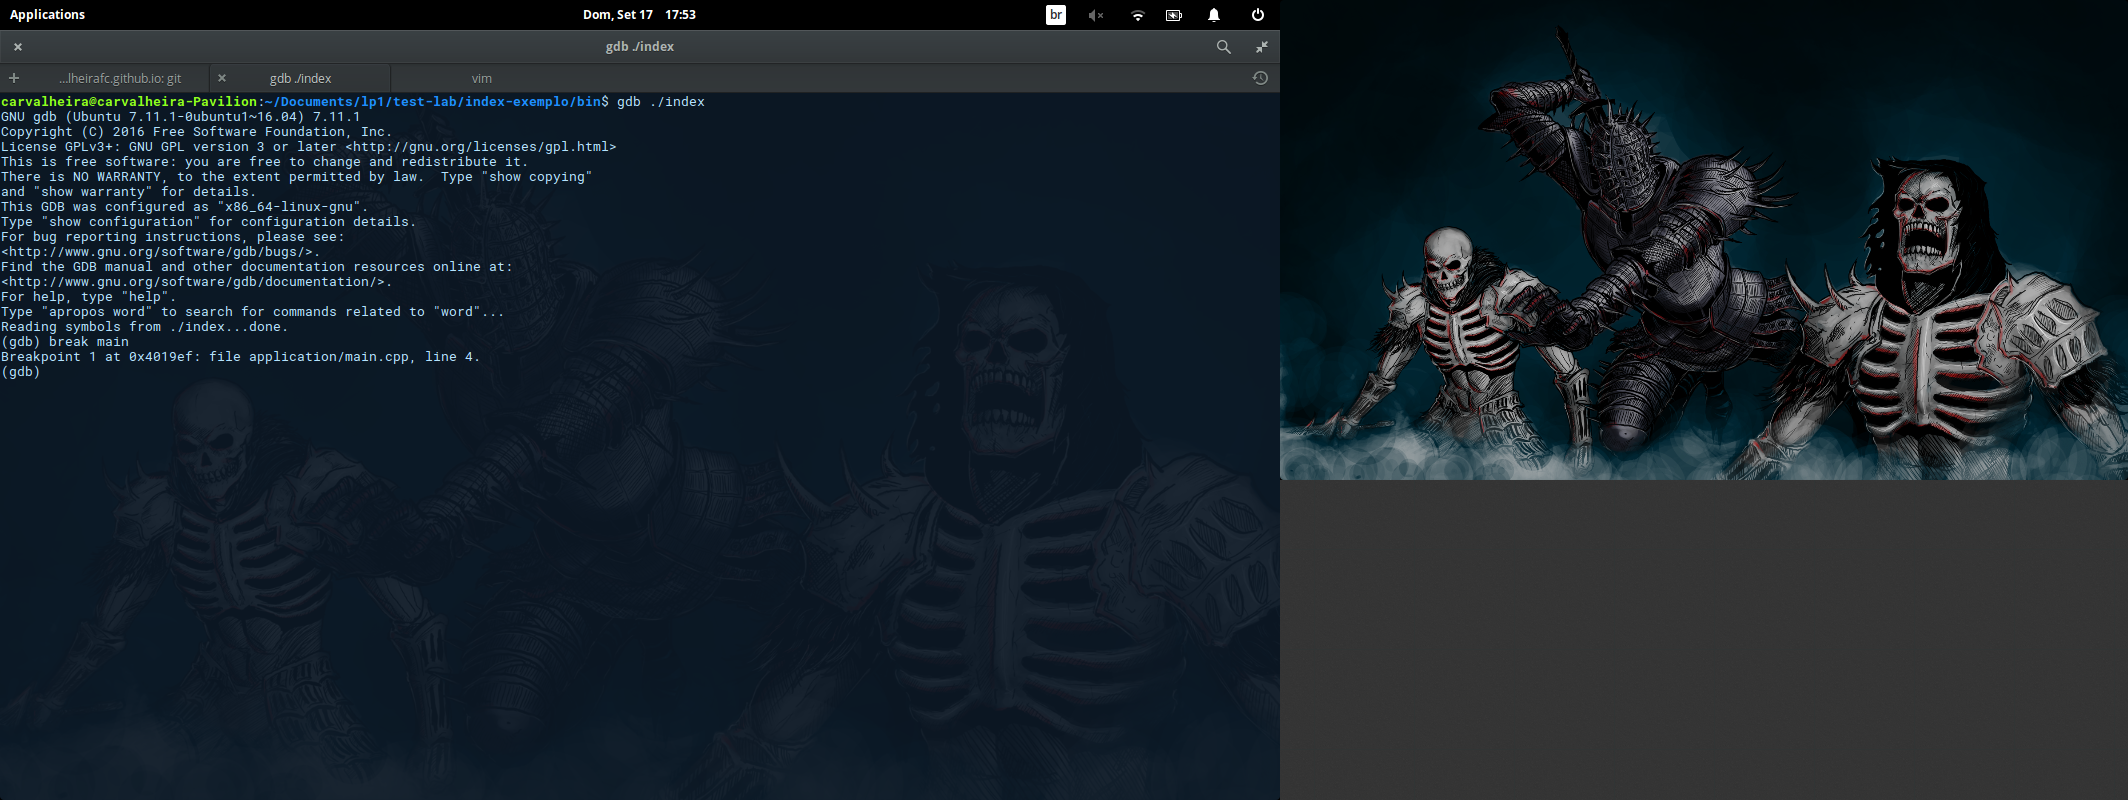 Applications
Dom, Set 17 17:53
br
gdb ./index
...lheirafc.github.io: git
gdb ./index
vim
carvalheira@carvalheira-Pavilion:~/Documents/lp1/test-lab/index-exemplo/bin$ gdb ./index
GNU gdb (Ubuntu 7.11.1-0ubuntu1~16.04) 7.11.1
Copyright (C) 2016 Free Software Foundation, Inc.
License GPLv3+: GNU GPL version 3 or later <http://gnu.org/licenses/gpl.html>
This is free software: you are free to change and redistribute it.
There is NO WARRANTY, to the extent permitted by law.  Type "show copying"
and "show warranty" for details.
This GDB was configured as "x86_64-linux-gnu".
Type "show configuration" for configuration details.
For bug reporting instructions, please see:
<http://www.gnu.org/software/gdb/bugs/>.
Find the GDB manual and other documentation resources online at:
<http://www.gnu.org/software/gdb/documentation/>.
For help, type "help".
Type "apropos word" to search for commands related to "word"...
Reading symbols from ./index...done.
(gdb) break main
Breakpoint 1 at 0x4019ef: file application/main.cpp, line 4.
(gdb)